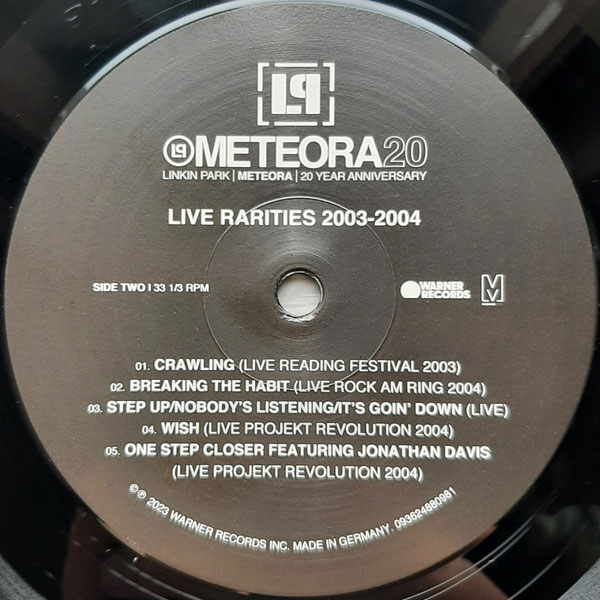 LP
LP METEORA20
LINKIN PARK | METEORA | 20 YEAR ANNIVERSARY
LIVE RARITIES 2003-2004
SIDE TWO | 33 1/3 RPM
WARNER RECORDS
M
01. CRAWLING (LIVE READING FESTIVAL 2003)
02. BREAKING THE HABIT (LIVE ROCK AM RING 2004)
03. STEP UP/NOBODY'S LISTENING/IT'S GOIN' DOWN (LIVE)
04. WISH (LIVE PROJEKT REVOLUTION 2004)
05. ONE STEP CLOSER FEATURING JONATHAN DAVIS
(LIVE PROJEKT REVOLUTION 2004)
© ℗ 2023 WARNER RECORDS INC. MADE IN GERMANY. 093624880981